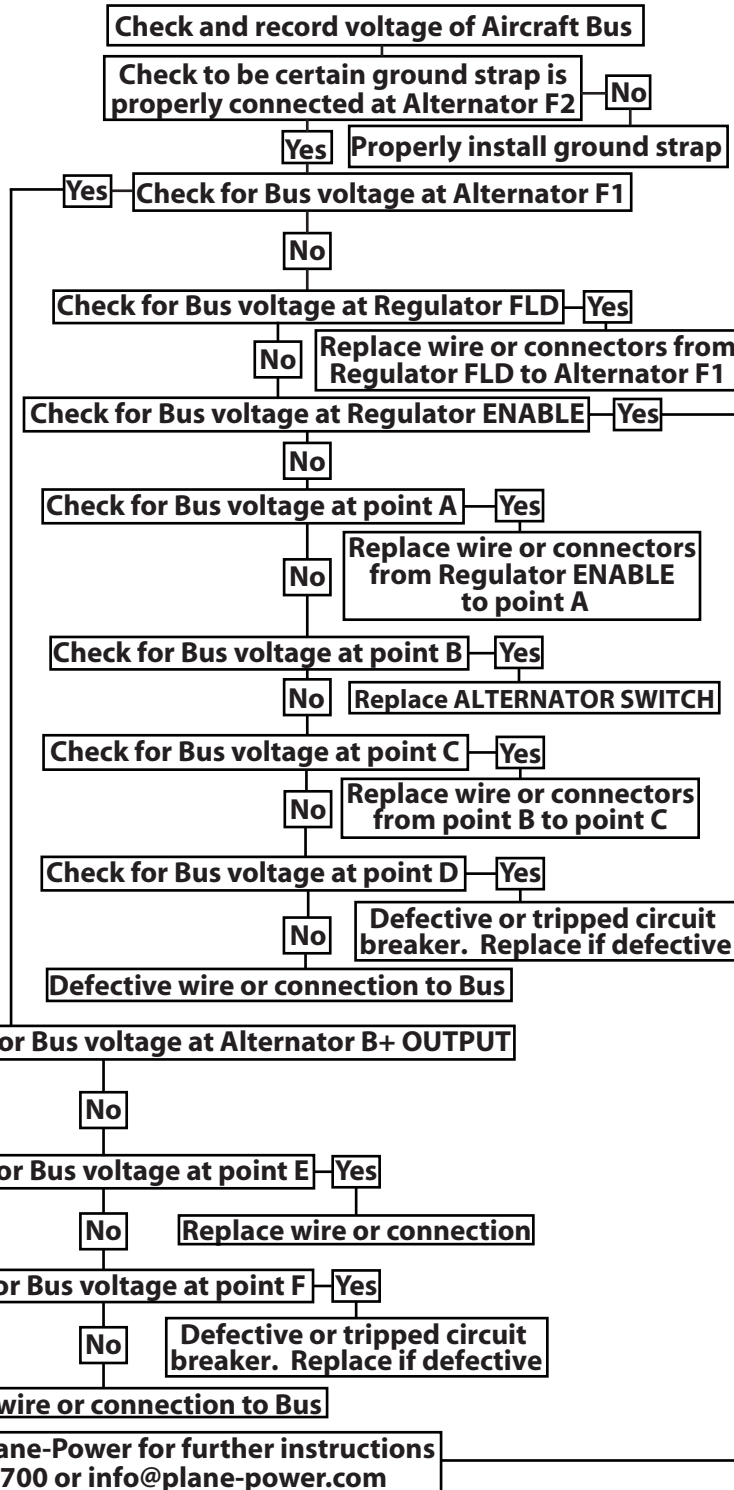 Check and record voltage of Aircraft Bus
Check to be certain ground strap is
properly connected at Alternator F2
No
Yes
Properly install ground strap
Yes
Check for Bus voltage at Alternator F1
No
Check for Bus voltage at Regulator FLD
Yes
No
Replace wire or connectors from
Regulator FLD to Alternator F1
Check for Bus voltage at Regulator ENABLE
Yes
No
Check for Bus voltage at point A
Yes
No
Replace wire or connectors
from Regulator ENABLE
to point A
Check for Bus voltage at point B
Yes
No
Replace ALTERNATOR SWITCH
Check for Bus voltage at point C
Yes
No
Replace wire or connectors
from point B to point C
Check for Bus voltage at point D
Yes
No
Defective or tripped circuit
breaker. Replace if defective
Defective wire or connection to Bus
or Bus voltage at Alternator B+ OUTPUT
No
or Bus voltage at point E
Yes
No
Replace wire or connection
or Bus voltage at point F
Yes
No
Defective or tripped circuit
breaker. Replace if defective
wire or connection to Bus
ane-Power for further instructions
700 or info@plane-power.com